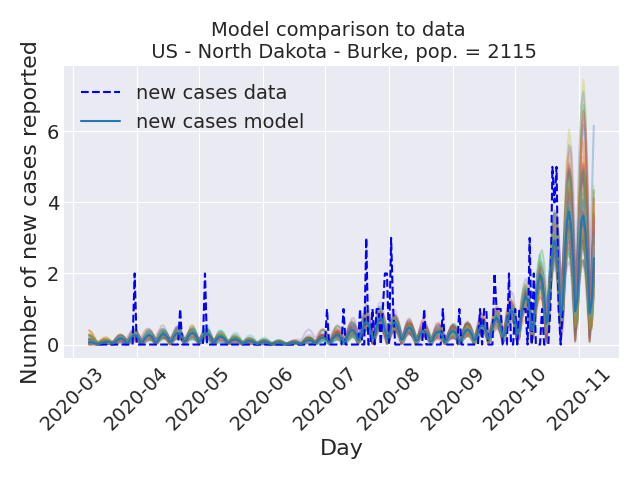 Model comparison to data
US - North Dakota - Burke, pop. = 2115
new cases data
new cases model
Number of new cases reported
6
4
2
0
2020-03
2020-04
2020-05
2020-06
2020-07
2020-08
2020-09
2020-10
2020-11
Day